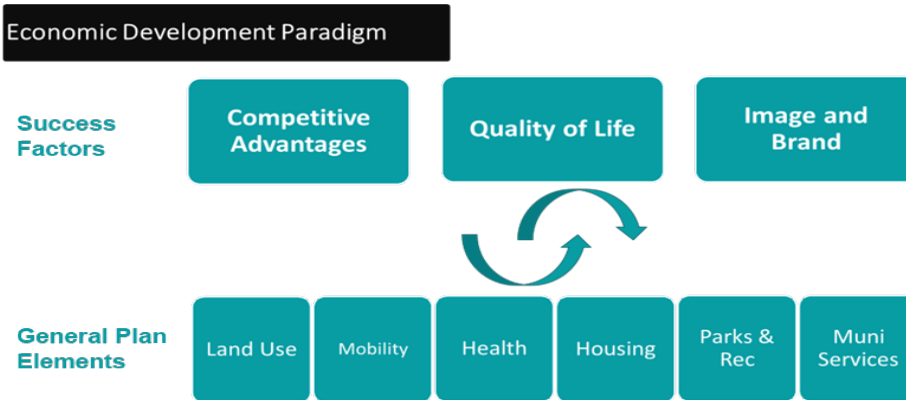 Economic Development Paradigm
Success
Factors
Competitive
Advantages
Quality of Life
Image and
Brand
General Plan
Elements
Land Use
Mobility
Health
Housing
Parks &
Rec
Muni
Services